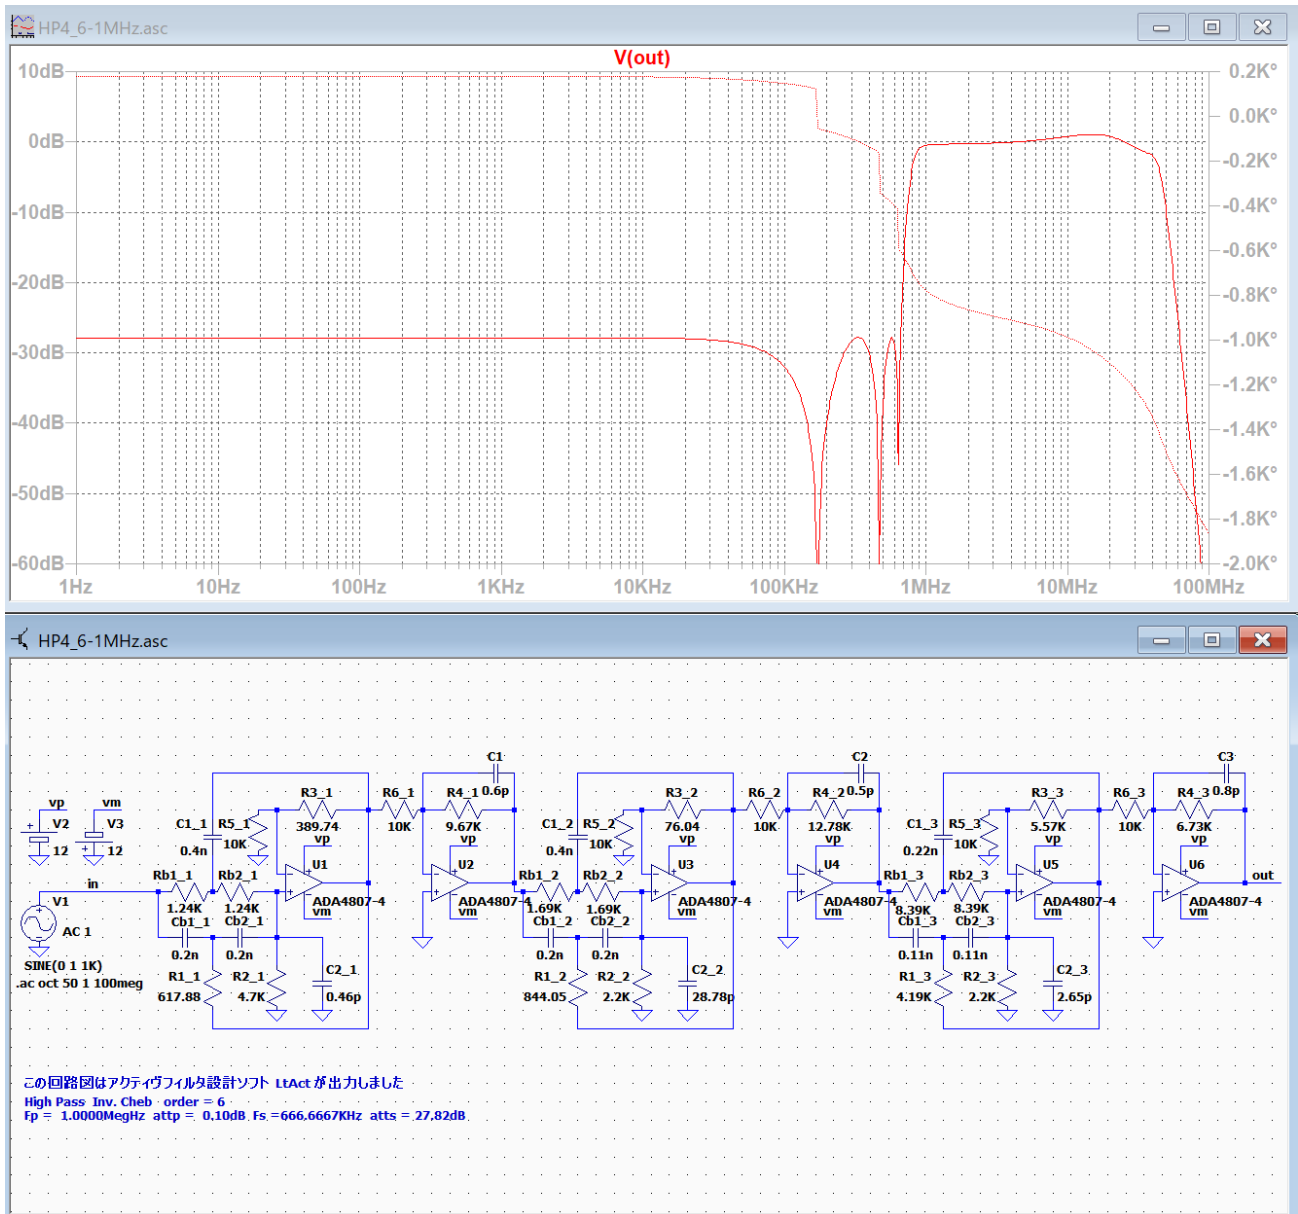 HP4_6-1MHz.asc
V(out)
10dB
0dB
-10dB
-20dB
-30dB
-40dB
-50dB
-60dB
0.2K°
0.0K°
-0.2K°
-0.4K°
-0.6K°
-0.8K°
-1.0K°
-1.2K°
-1.4K°
-1.6K°
-1.8K°
-2.0K°
1Hz 10Hz 100Hz 1KHz 10KHz 100KHz 1MHz 10MHz 100MHz
HP4_6-1MHz.asc
C1 C2 C3
0.6p 0.5p 0.8p
vp vm R3_1 R6_1 R4_1 R3_2 R6_2 R4_2 R3_3 R6_3 R4_3
V2 V3 C1_1 R5_1 C1_2 R5_2 C1_3 R5_3
389.74 10K 9.67K 76.04 10K 12.78K 5.57K 10K 6.73K
10K 10K 10K
vp vp vp vp vp vp
12 12 0.4n 0.4n 0.22n
U1 U2 U3 U4 U5 U6
Rb1_1 Rb2_1 Rb1_2 Rb2_2 Rb1_3 Rb2_3
in out
V1 1.24K 1.24K ADA4807-4 ADA4807-4 1.69K 1.69K ADA4807-4 ADA4807-4 8.39K 8.39K ADA4807-4 ADA4807-4
vm vm vm vm vm vm
Cb1_1 Cb2_1 Cb1_2 Cb2_2 Cb1_3 Cb2_3
AC 1
0.2n 0.2n 0.2n 0.2n 0.11n 0.11n
SINE(0 1 1K)
R1_1 R2_1 C2_1 R1_2 R2_2 C2_2 R1_3 R2_3 C2_3
.ac oct 50 1 100meg
617.88 4.7K 0.46p 844.05 2.2K 28.78p 4.19K 2.2K 2.65p
この回路図はアクティヴフィルタ設計ソフト LtAct が出力しました
High Pass Inv. Cheb order = 6
Fp = 1.0000MegHz attp = 0.10dB Fs =666.6667KHz atts = 27.82dB